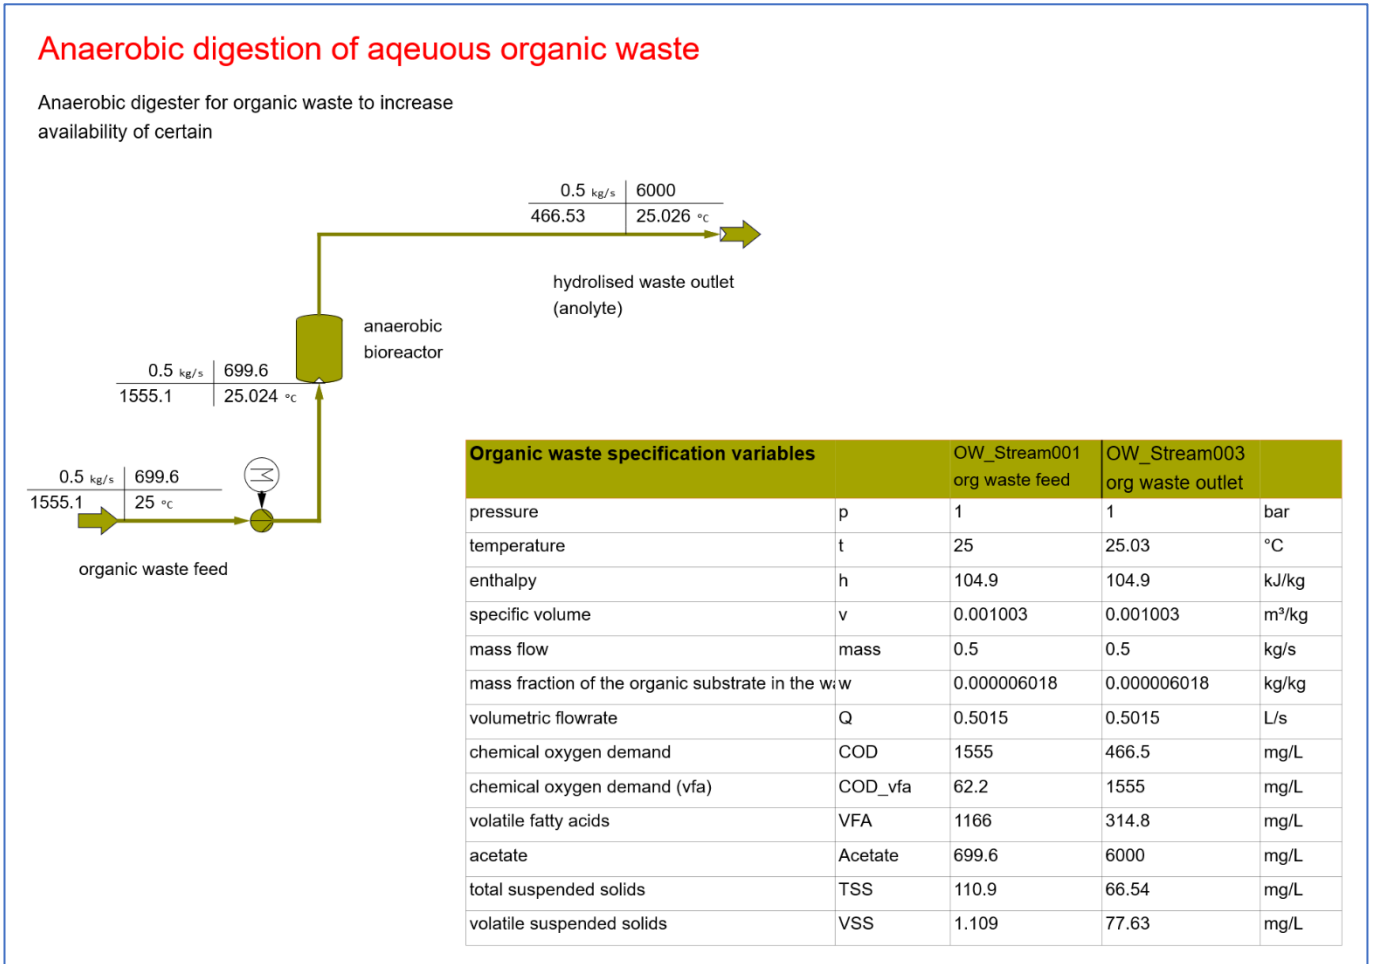 Anaerobic digestion of aqeuous organic waste
Anaerobic digester for organic waste to increase
availability of certain
0.5 kg/s 6000
466.53 25.026 °C
hydrolised waste outlet
(anolyte)
anaerobic
bioreactor
0.5 kg/s 699.6
1555.1 25.024 °C
0.5 kg/s 699.6
1555.1 25 °C
M
organic waste feed
Organic waste specification variables OW_Stream001 OW_Stream003
org waste feed org waste outlet
pressure p 1 1 bar
temperature t 25 25.03 °C
enthalpy h 104.9 104.9 kJ/kg
specific volume v 0.001003 0.001003 m³/kg
mass flow mass 0.5 0.5 kg/s
mass fraction of the organic substrate in the wa w 0.000006018 0.000006018 kg/kg
volumetric flowrate Q 0.5015 0.5015 L/s
chemical oxygen demand COD 1555 466.5 mg/L
chemical oxygen demand (vfa) COD_vfa 62.2 1555 mg/L
volatile fatty acids VFA 1166 314.8 mg/L
acetate Acetate 699.6 6000 mg/L
total suspended solids TSS 110.9 66.54 mg/L
volatile suspended solids VSS 1.109 77.63 mg/L